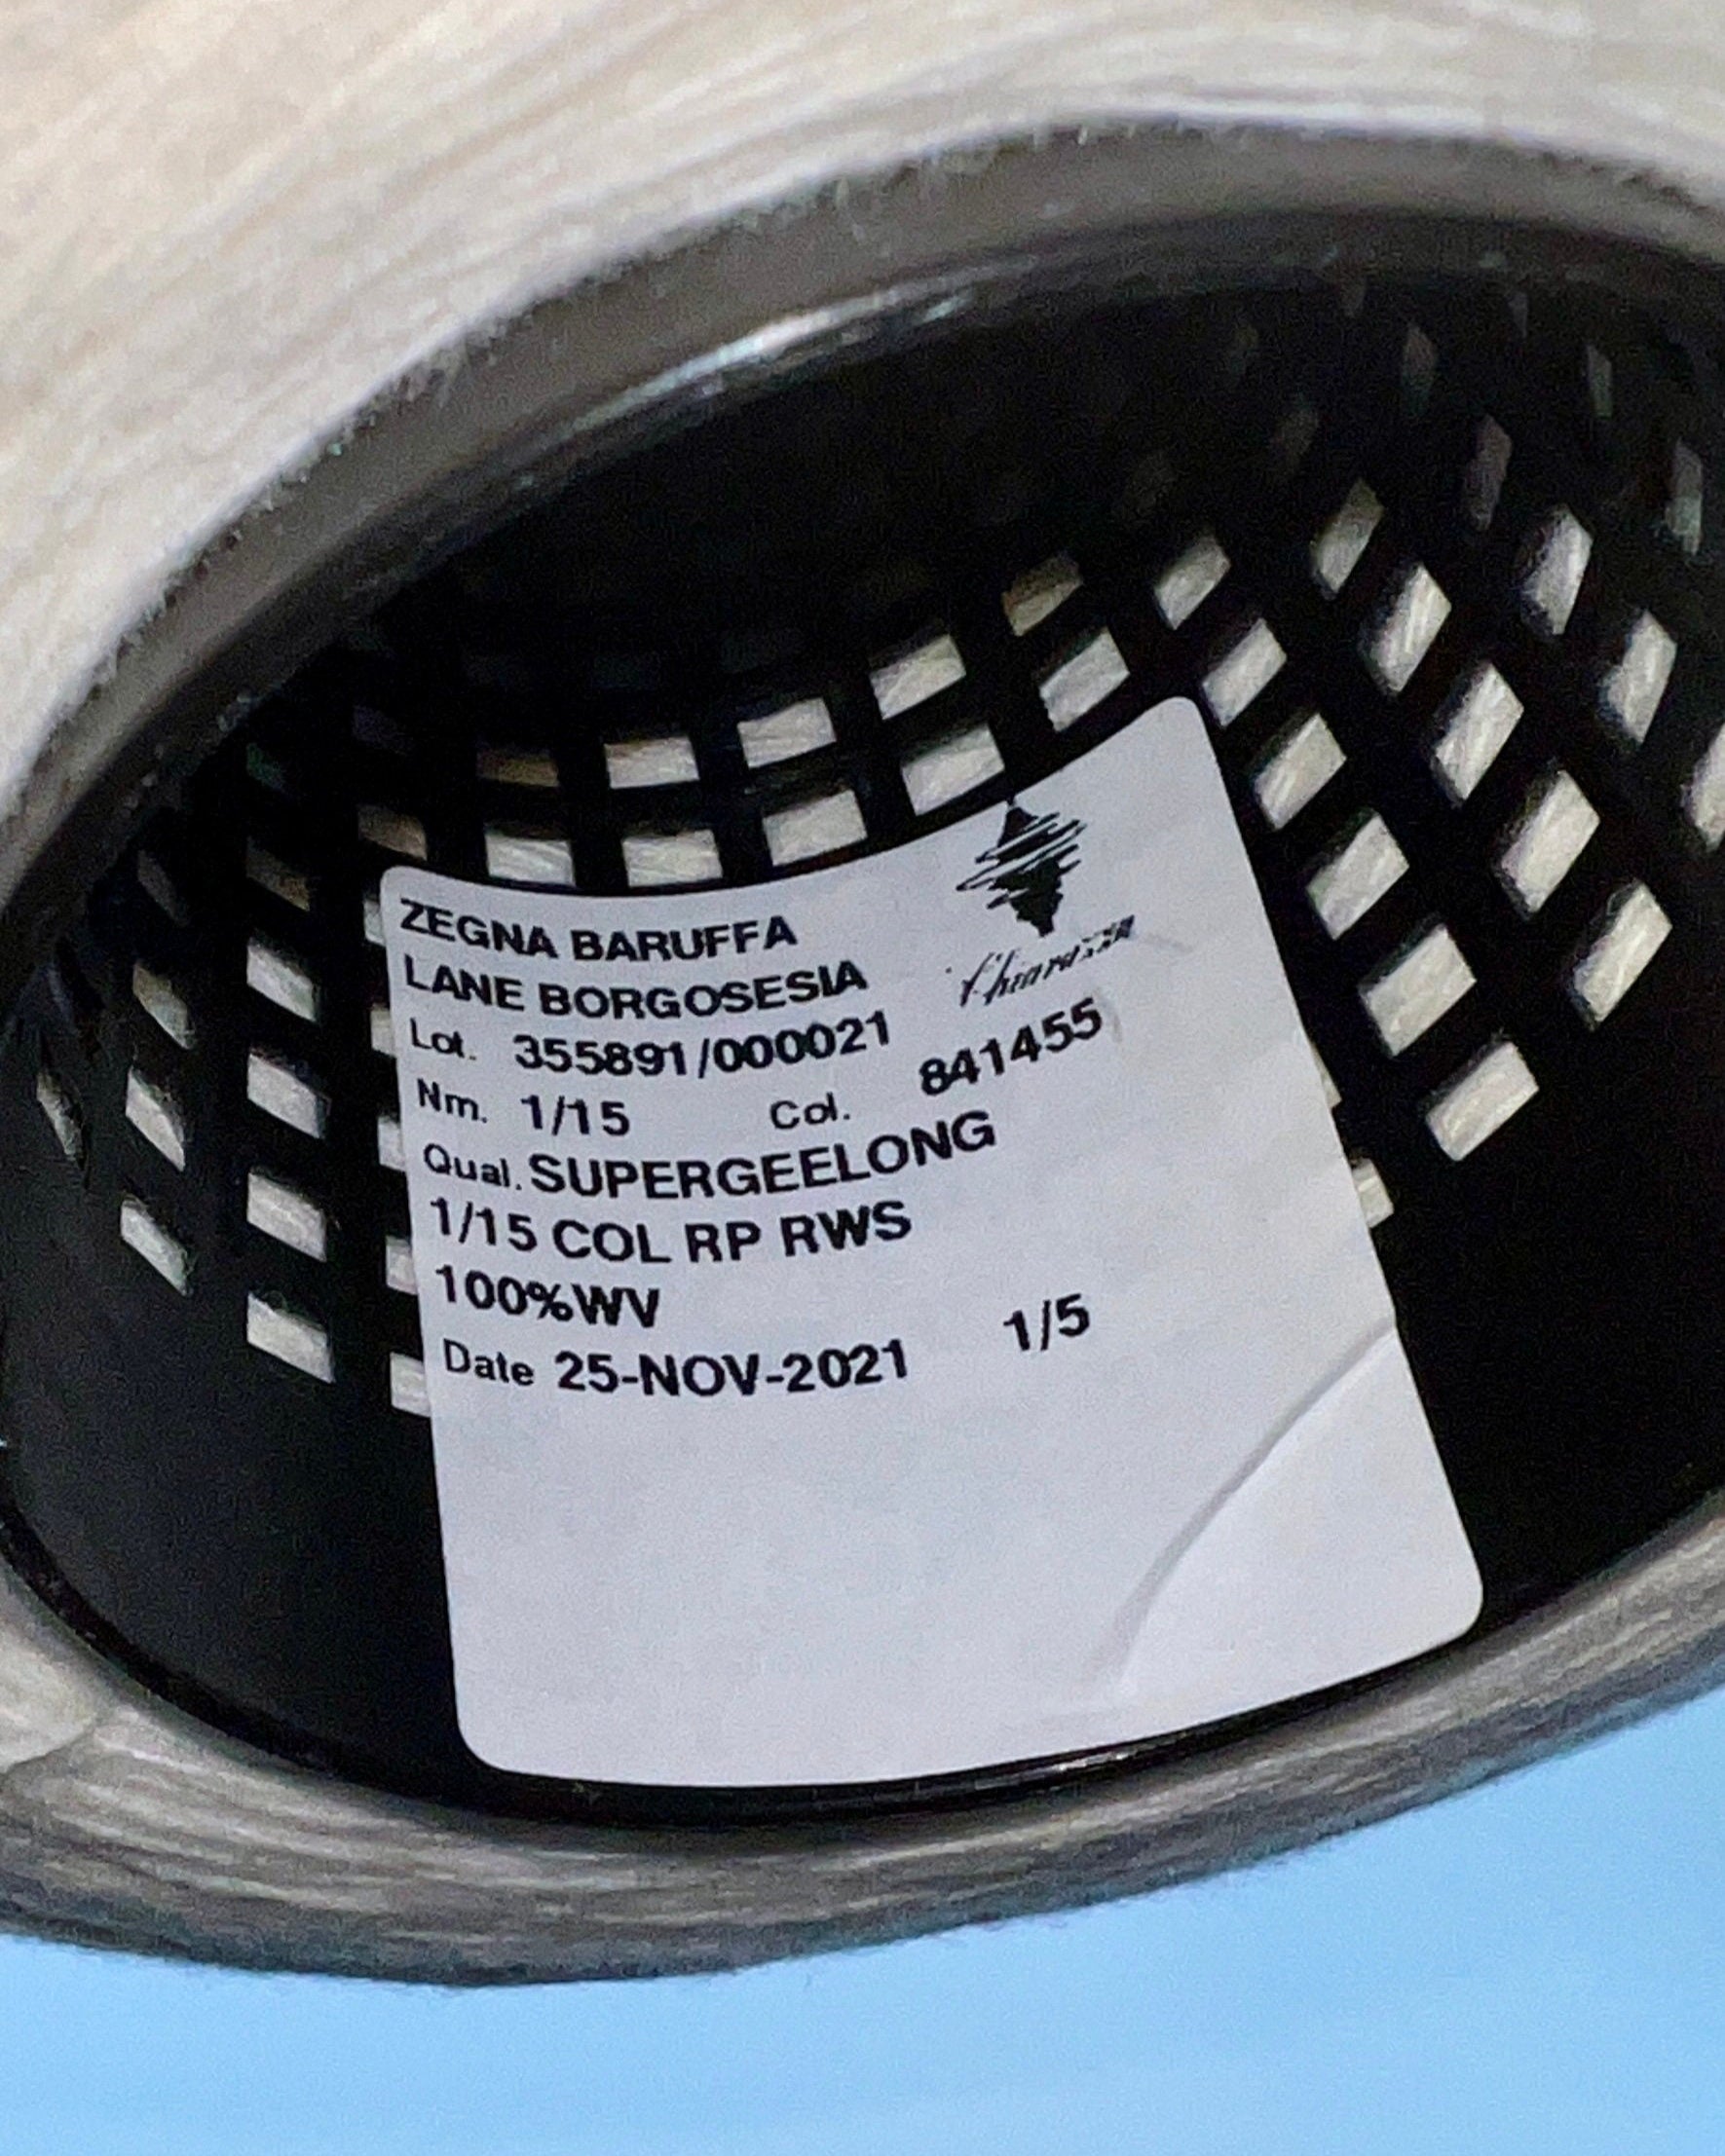 ZEGNA BARUFFA
LANE BORGOSESIA
Chiavazza
Lot. 355891/000021
Nm. 1/15 Col. 841455
Qual. SUPERGEELONG
1/15 COL RP RWS
100%WV
Date 25-NOV-2021 1/5